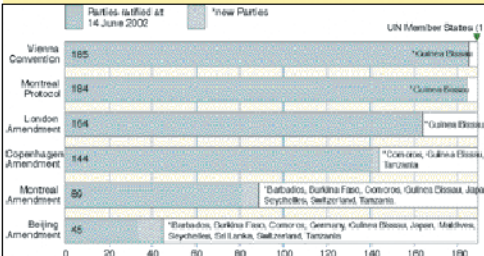 Parties ratified at
14 June 2002
*new Parties
UN Member States (1
Vienna
Convention
185
*Guinea Bissau
Montreal
Protocol
184
*Guinea Bissau
London
Amendment
164
*Guinea Bissau
Copenhagen
Amendment
144
*Comoros, Guinea Bissau,
Tanzania
Montreal
Amendment
*Barbados, Burkina Faso, Comoros, Guinea Bissau, Japa
Seychelles, Switzerland, Tanzania
Beijing
Amendment
45
*Barbados, Burkina Faso, Comoros, Germany, Guinea Bissau, Japan, Maldives,
Seychelles, Sri Lanka, Switzerland, Tanzania
0 20 40 60 80 100 120 140 160 180